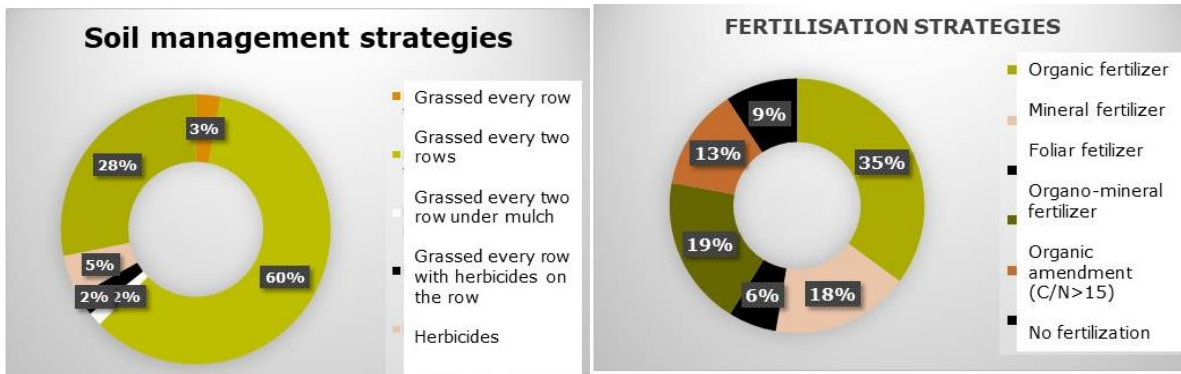 Soil management strategies
3%
28%
5%
2%
2%
60%
Grassed every row
Grassed every two
rows
Grassed every two
row under mulch
Grassed every row
with herbicides on
the row
Herbicides
FERTILISATION STRATEGIES
9%
13%
35%
19%
6%
18%
Organic fertilizer
Mineral fertilizer
Foliar fetilizer
Organo-mineral
fertilizer
Organic
amendment
(C/N>15)
No fertilization